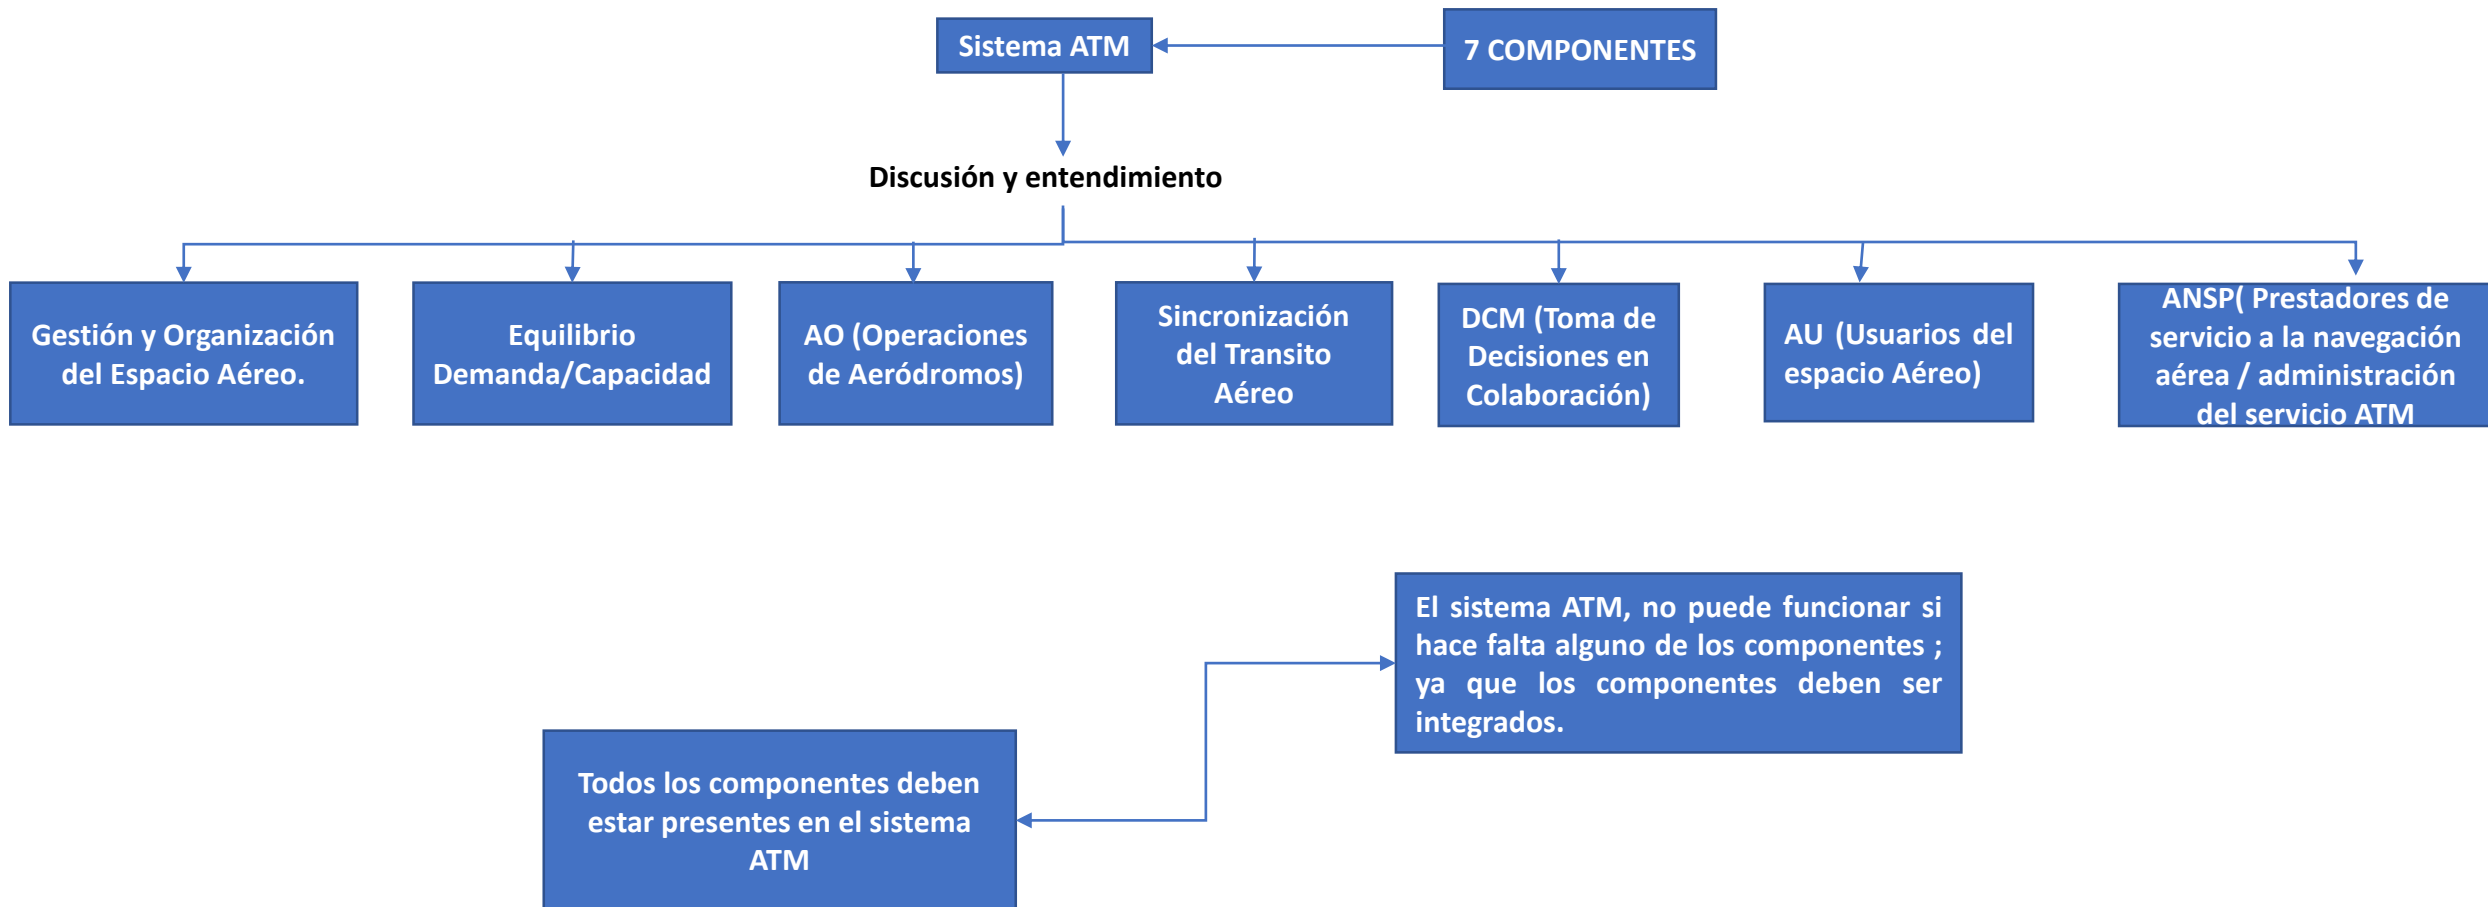 Sistema ATM
7 COMPONENTES
Discusión y entendimiento
Gestión y Organización
del Espacio Aéreo.
Equilibrio
Demanda/Capacidad
AO (Operaciones
de Aeródromos)
Sincronización
del Transito
Aéreo
DCM (Toma de
Decisiones en
Colaboración)
AU (Usuarios del
espacio Aéreo)
ANSP( Prestadores de
servicio a la navegación
aérea / administración
del servicio ATM
El sistema ATM, no puede funcionar si
hace falta alguno de los componentes ;
ya que los componentes deben ser
integrados.
Todos los componentes deben
estar presentes en el sistema
ATM